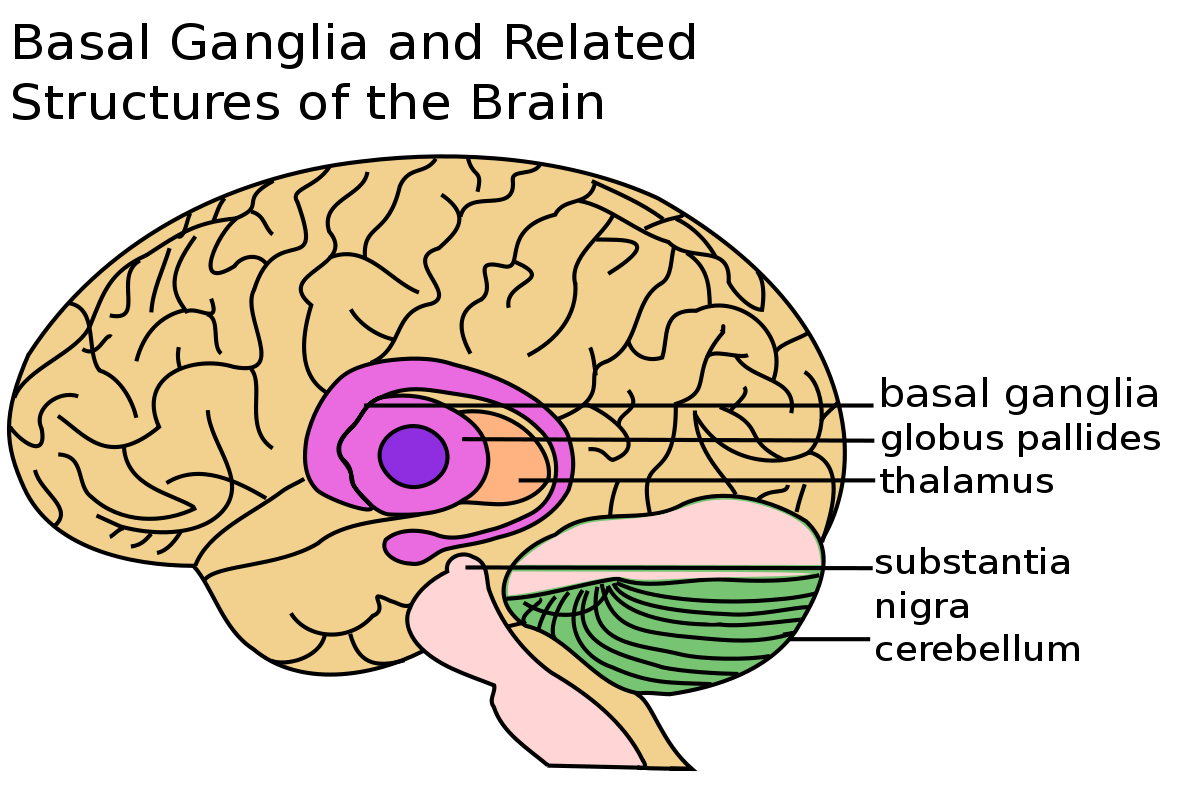 Basal Ganglia and Related
Structures of the Brain
basal ganglia
globus pallides
thalamus
substantia
nigra
cerebellum